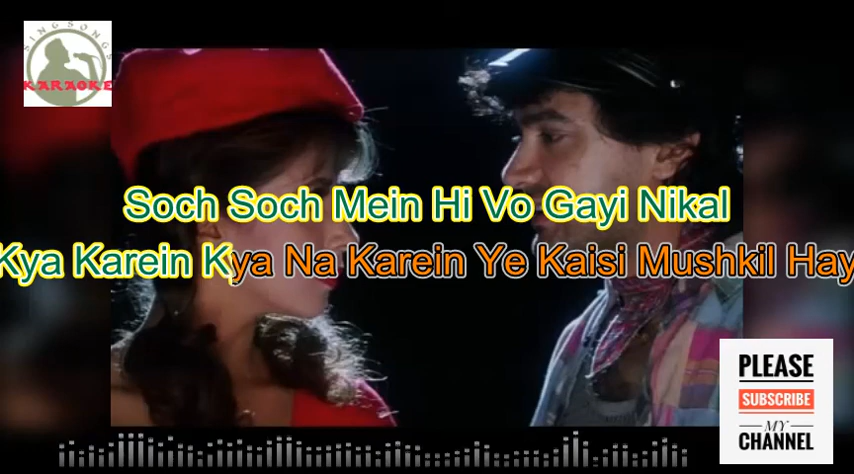 SING SONGS
KARAOKE
Soch Soch Mein Hi Vo Gayi Nikal
Kya Karein Kya Na Karein Ye Kaisi Mushkil Hay
PLEASE
SUBSCRIBE
MY
CHANNEL